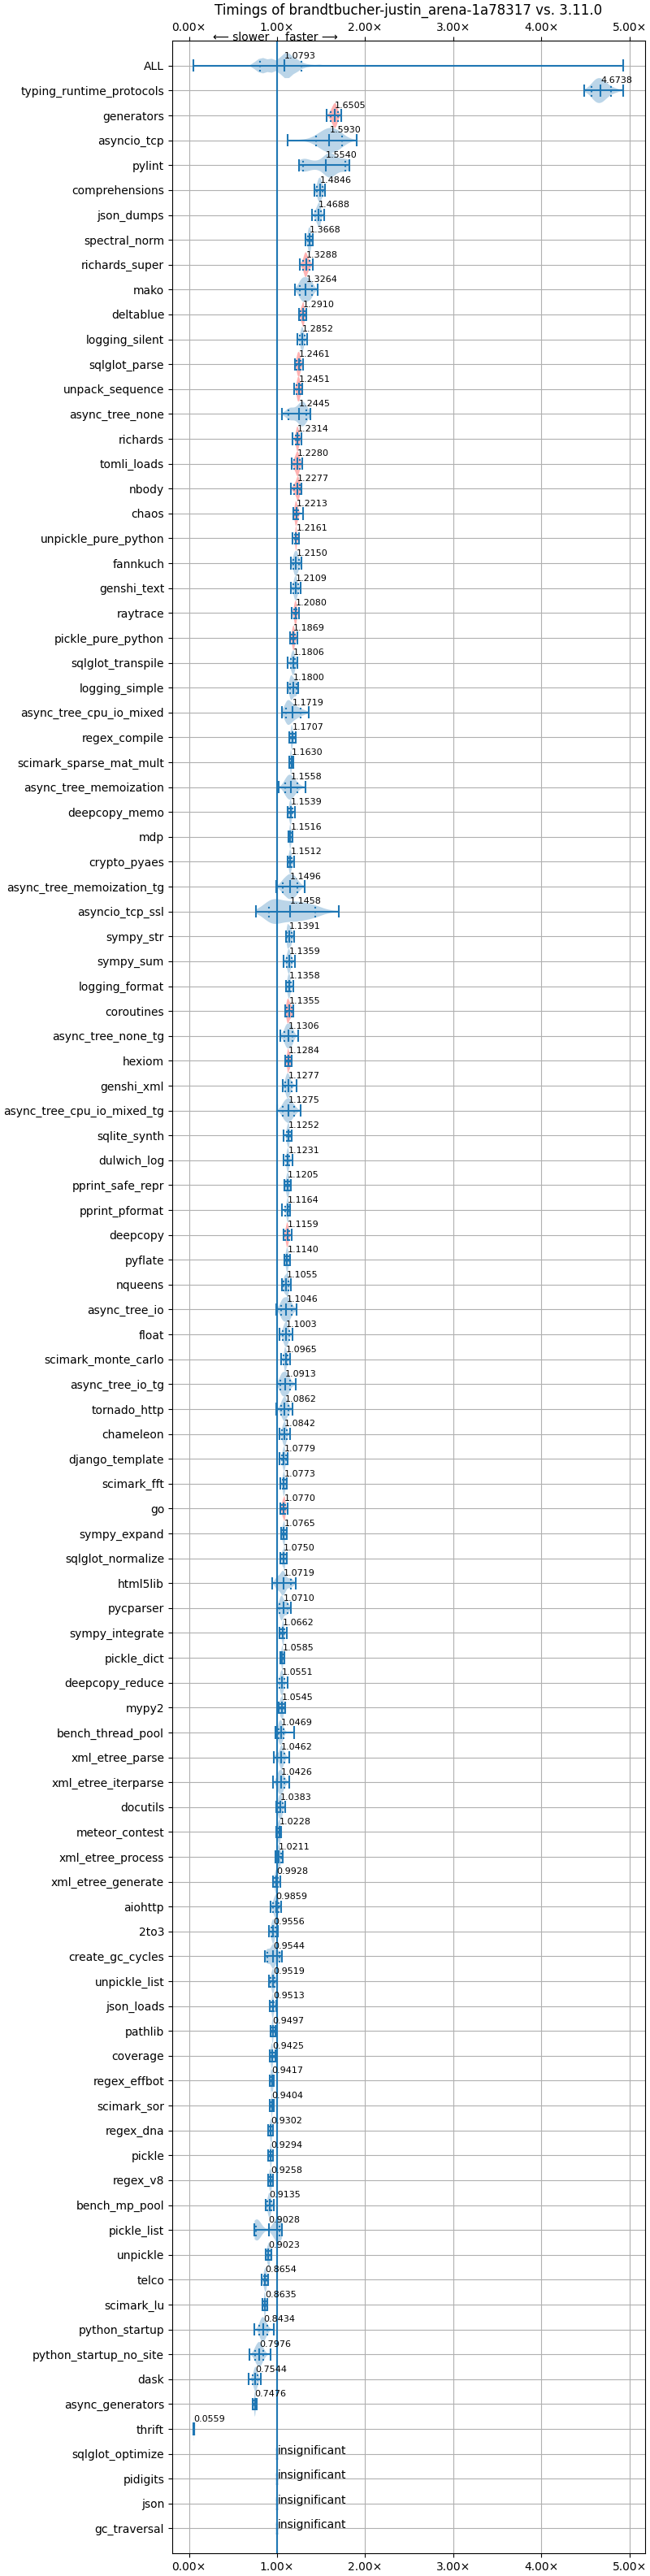 Timings of brandtbucher-justin_arena-1a78317 vs. 3.11.0
0.00× 1.00× 2.00× 3.00× 4.00× 5.00×
⟵ slower faster ⟶
ALL 1.0793
typing_runtime_protocols 4.6738
generators 1.6505
asyncio_tcp 1.5930
pylint 1.5540
comprehensions 1.4846
json_dumps 1.4688
spectral_norm 1.3668
richards_super 1.3288
mako 1.3264
deltablue 1.2910
logging_silent 1.2852
sqlglot_parse 1.2461
unpack_sequence 1.2451
async_tree_none 1.2445
richards 1.2314
tomli_loads 1.2280
nbody 1.2277
chaos 1.2213
unpickle_pure_python 1.2161
fannkuch 1.2150
genshi_text 1.2109
raytrace 1.2080
pickle_pure_python 1.1869
sqlglot_transpile 1.1806
logging_simple 1.1800
async_tree_cpu_io_mixed 1.1719
regex_compile 1.1707
scimark_sparse_mat_mult 1.1630
async_tree_memoization 1.1558
deepcopy_memo 1.1539
mdp 1.1516
crypto_pyaes 1.1512
async_tree_memoization_tg 1.1496
asyncio_tcp_ssl 1.1458
sympy_str 1.1391
sympy_sum 1.1359
logging_format 1.1358
coroutines 1.1355
async_tree_none_tg 1.1306
hexiom 1.1284
genshi_xml 1.1277
async_tree_cpu_io_mixed_tg 1.1275
sqlite_synth 1.1252
dulwich_log 1.1231
pprint_safe_repr 1.1205
pprint_pformat 1.1164
deepcopy 1.1159
pyflate 1.1140
nqueens 1.1055
async_tree_io 1.1046
float 1.1003
scimark_monte_carlo 1.0965
async_tree_io_tg 1.0913
tornado_http 1.0862
chameleon 1.0842
django_template 1.0779
scimark_fft 1.0773
go 1.0770
sympy_expand 1.0765
sqlglot_normalize 1.0750
html5lib 1.0719
pycparser 1.0710
sympy_integrate 1.0662
pickle_dict 1.0585
deepcopy_reduce 1.0551
mypy2 1.0545
bench_thread_pool 1.0469
xml_etree_parse 1.0462
xml_etree_iterparse 1.0426
docutils 1.0383
meteor_contest 1.0228
xml_etree_process 1.0211
xml_etree_generate 0.9928
aiohttp 0.9859
2to3 0.9556
create_gc_cycles 0.9544
unpickle_list 0.9519
json_loads 0.9513
pathlib 0.9497
coverage 0.9425
regex_effbot 0.9417
scimark_sor 0.9404
regex_dna 0.9302
pickle 0.9294
regex_v8 0.9258
bench_mp_pool 0.9135
pickle_list 0.9028
unpickle 0.9023
telco 0.8654
scimark_lu 0.8635
python_startup 0.8434
python_startup_no_site 0.7976
dask 0.7544
async_generators 0.7476
thrift 0.0559
sqlglot_optimize insignificant
pidigits insignificant
json insignificant
gc_traversal insignificant
0.00× 1.00× 2.00× 3.00× 4.00× 5.00×